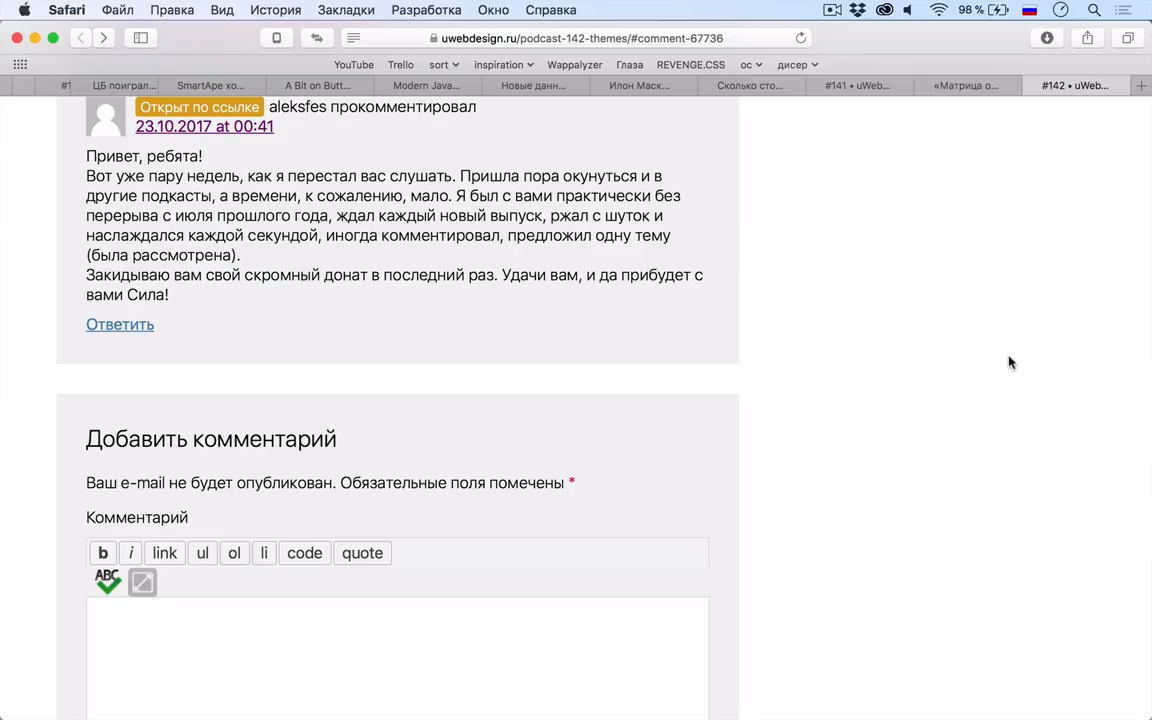 Safari Файл Правка Вид История Закладки Разработка Окно Справка 98 %
uwebdesign.ru/podcast-142-themes/#comment-67736
YouTube Trello sort inspiration Wappalyzer Глаза REVENGE.CSS ос дисер
#1 ЦБ поиграл... SmartApe хо... A Bit on Butt... Modern Java... Новые данн... Илон Маск... Сколько сто... #141 • uWeb... «Матрица о... #142 • uWeb...
Открыт по ссылке aleksfes прокомментировал
23.10.2017 at 00:41
Привет, ребята!
Вот уже пару недель, как я перестал вас слушать. Пришла пора окунуться и в
другие подкасты, а времени, к сожалению, мало. Я был с вами практически без
перерыва с июля прошлого года, ждал каждый новый выпуск, ржал с шуток и
наслаждался каждой секундой, иногда комментировал, предложил одну тему
(была рассмотрена).
Закидываю вам свой скромный донат в последний раз. Удачи вам, и да прибудет с
вами Сила!
Ответить
Добавить комментарий
Ваш e-mail не будет опубликован. Обязательные поля помечены *
Комментарий
b i link ul ol li code quote
ABC